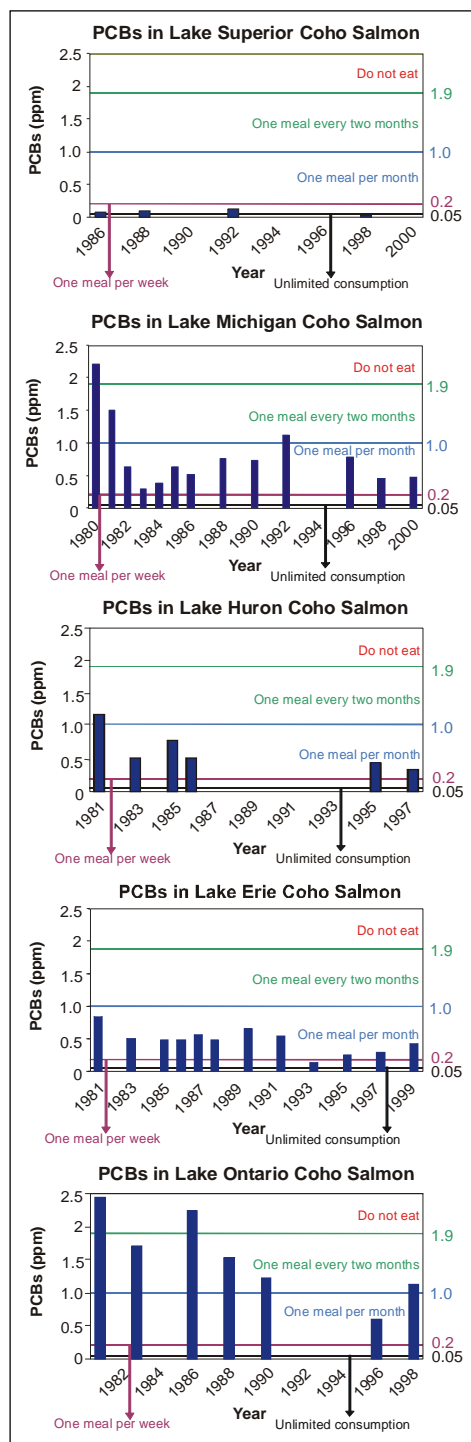 PCBs in Lake Superior Coho Salmon
PCBs (ppm)
2.5
2
1.5
1.0
0.5
0
Do not eat
1.9
One meal every two months
1.0
One meal per month
0.2
0.05
1986
1988
1990
1992
1994
1996
1998
2000
Year
One meal per week
Unlimited consumption
PCBs in Lake Michigan Coho Salmon
PCBs (ppm)
2.5
2
1.5
1.0
0.5
0
Do not eat
1.9
One meal every two months
1.0
One meal per month
0.2
0.05
1980
1982
1984
1986
1988
1990
1992
1994
1996
1998
2000
Year
One meal per week
Unlimited consumption
PCBs in Lake Huron Coho Salmon
PCBs (ppm)
2.5
2
1.5
1.0
0.5
0
Do not eat
1.9
One meal every two months
1.0
One meal per month
0.2
0.05
1981
1983
1985
1987
1989
1991
1993
1995
1997
Year
One meal per week
Unlimited consumption
PCBs in Lake Erie Coho Salmon
PCBs (ppm)
2.5
2
1.5
1.0
0.5
0
Do not eat
1.9
One meal every two months
1.0
One meal per month
0.2
0.05
1981
1983
1985
1987
1989
1991
1993
1995
1997
1999
Year
One meal per week
Unlimited consumption
PCBs in Lake Ontario Coho Salmon
PCBs (ppm)
2.5
2
1.5
1.0
0.5
0
Do not eat
1.9
One meal every two months
1.0
One meal per month
0.2
0.05
1982
1984
1986
1988
1990
1992
1994
1996
1998
Year
One meal per week
Unlimited consumption